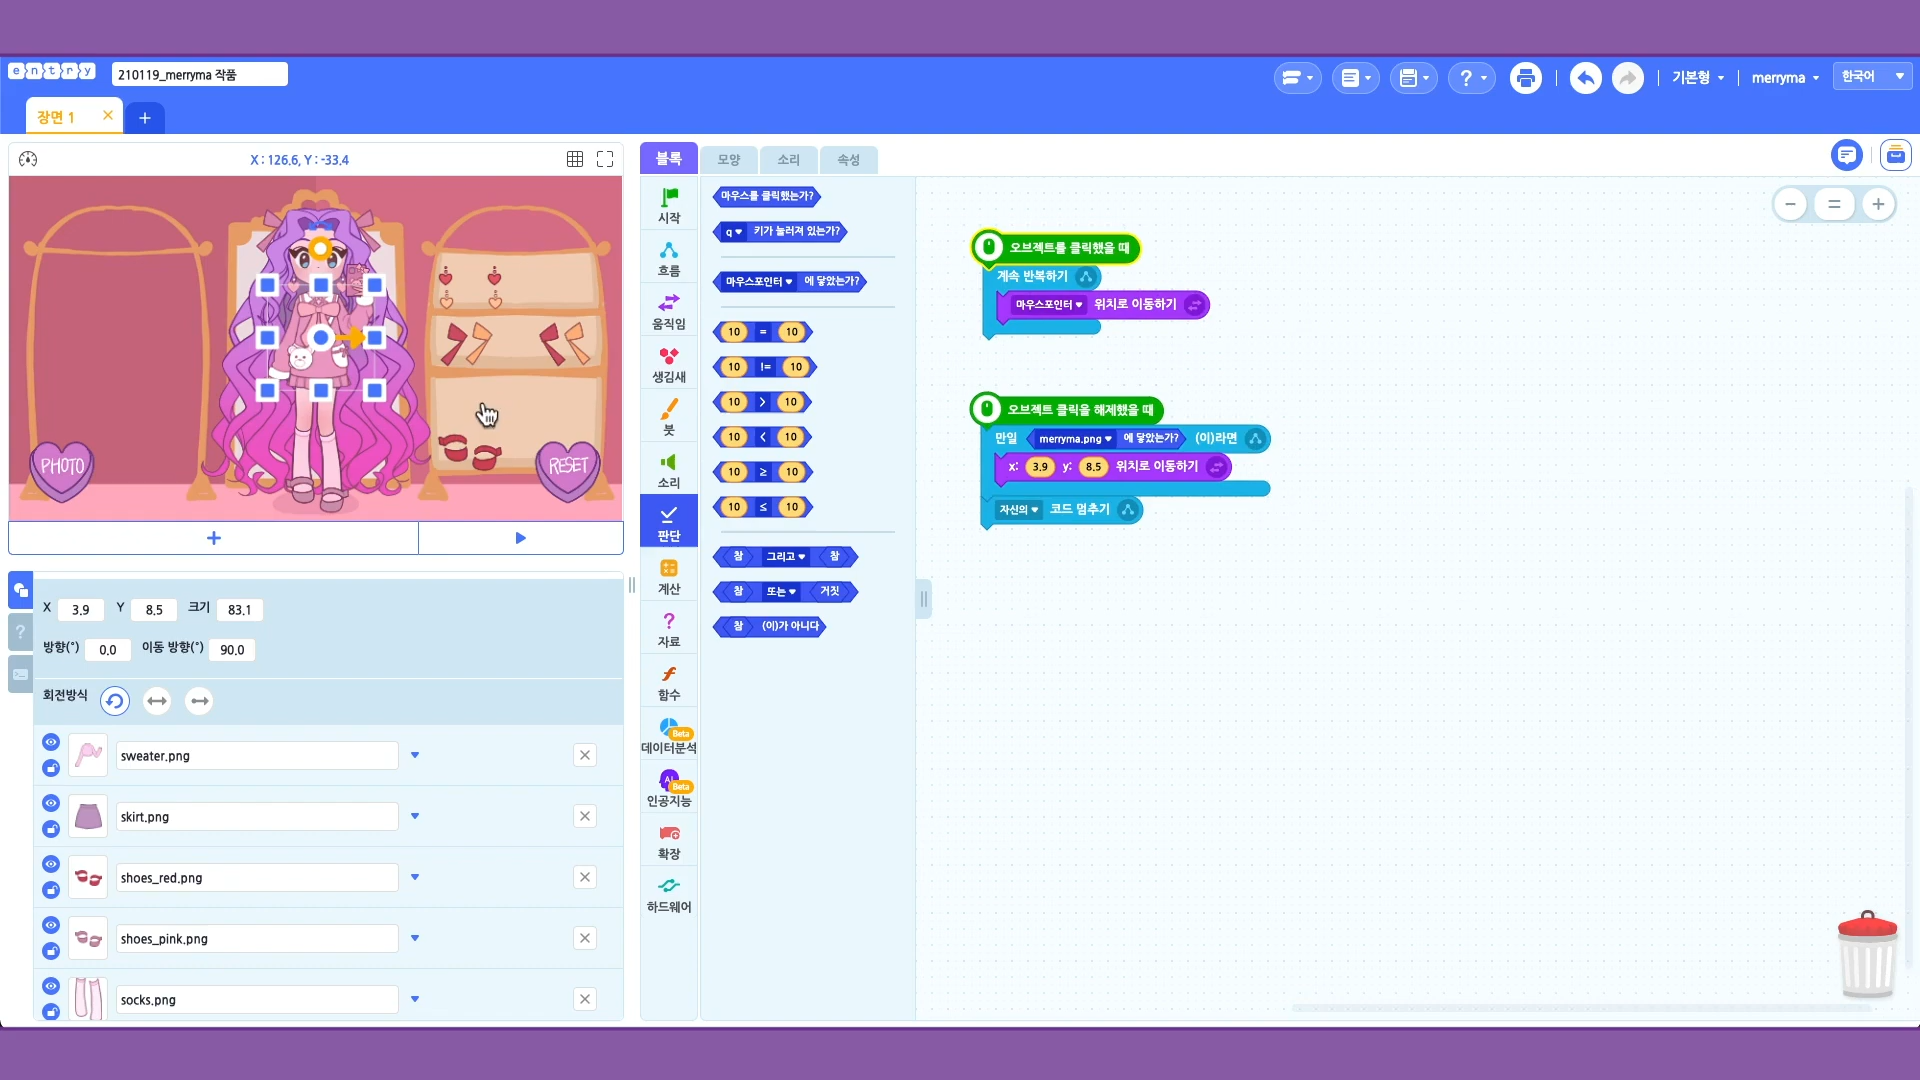 entry
210119_merryma 작품
기본형
merryma
한국어
장면 1
X : 126.6, Y : -33.4
PHOTO
RESET
X 3.9 Y 8.5 크기 83.1
방향(°) 0.0 이동 방향(°) 90.0
회전방식
sweater.png
skirt.png
shoes_red.png
shoes_pink.png
socks.png
블록
모양
소리
속성
시작
흐름
움직임
생김새
붓
소리
판단
계산
자료
함수
Beta
데이터분석
AI
Beta
인공지능
확장
하드웨어
마우스를 클릭했는가?
q 키가 눌러져 있는가?
마우스포인터 에 닿았는가?
10 = 10
10 != 10
10 > 10
10 < 10
10 ≥ 10
10 ≤ 10
참 그리고 참
참 또는 거짓
참 (이)가 아니다
오브젝트를 클릭했을 때
계속 반복하기
마우스포인터 위치로 이동하기
오브젝트 클릭을 해제했을 때
만일 merryma.png 에 닿았는가? (이)라면
x: 3.9 y: 8.5 위치로 이동하기
자신의 코드 멈추기